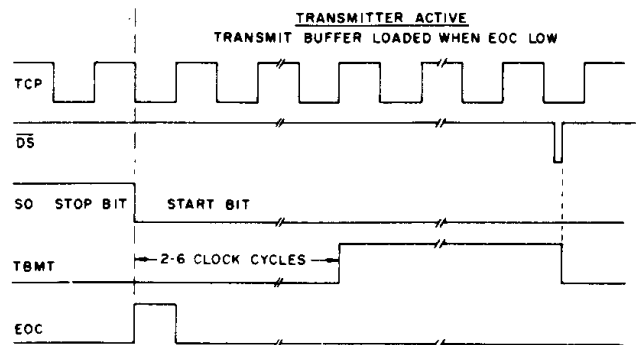 TRANSMITTER ACTIVE
TRANSMIT BUFFER LOADED WHEN EOC LOW
TCP
DS
SO STOP BIT START BIT
2-6 CLOCK CYCLES
TBMT
EOC